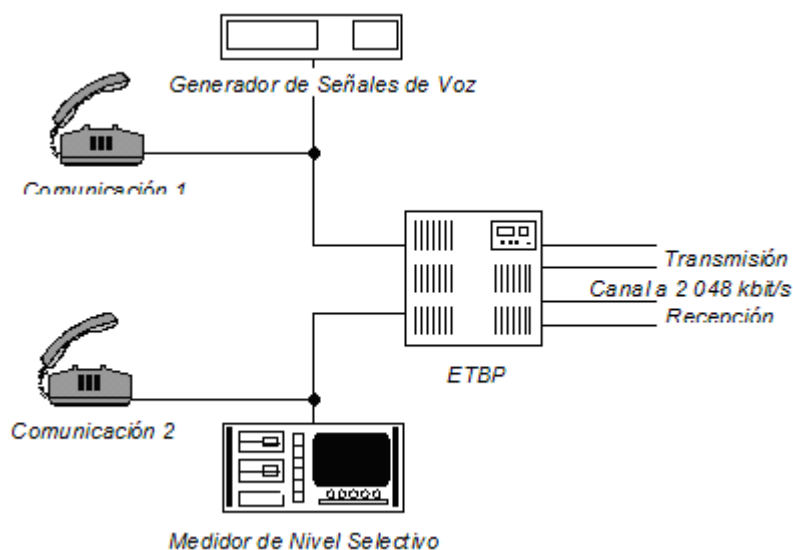 Generador de Señales de Voz
Comunicación 1
Transmisión
Canal a 2 048 kbit/s
Recepción
ETBP
Comunicación 2
Medidor de Nivel Selectivo